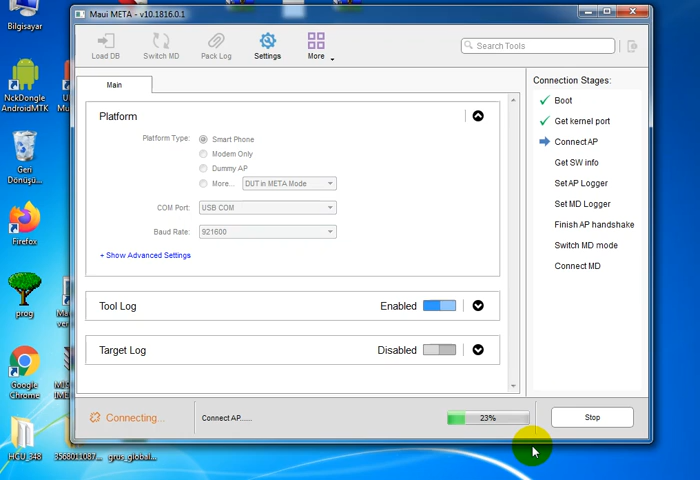 Maui META - v10.1816.0.1
Bilgisayar
Load DB
Switch MD
Pack Log
Settings
More
Search Tools
Main
Connection Stages:
Platform
Platform Type:
Smart Phone
Modem Only
Dummy AP
More...
DUT in META Mode
COM Port:
USB COM
Baud Rate:
921600
+ Show Advanced Settings
Tool Log
Enabled
Target Log
Disabled
Boot
Get kernel port
Connect AP
Get SW info
Set AP Logger
Set MD Logger
Finish AP handshake
Switch MD mode
Connect MD
Connecting...
Connect AP......
23%
Stop
NckDongle
AndroidMTK
Geri
Dönüşü...
Firefox
prog
Google
Chrome
HCU_348
3568011087...
grus_global...